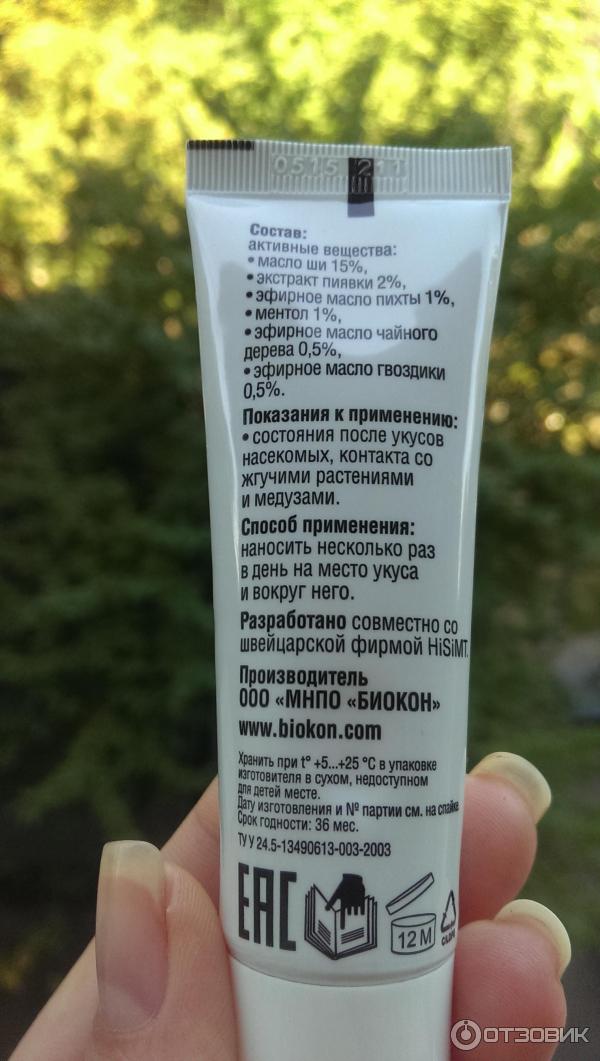 0515 211
Состав:
активные вещества:
• масло ши 15%,
• экстракт пиявки 2%,
• эфирное масло пихты 1%,
• ментол 1%,
• эфирное масло чайного
дерева 0,5%,
• эфирное масло гвоздики
0,5%.
Показания к применению:
• состояния после укусов
насекомых, контакта со
жгучими растениями
и медузами.
Способ применения:
наносить несколько раз
в день на место укуса
и вокруг него.
Разработано совместно со
швейцарской фирмой HiSiMT.
Производитель
ООО «МНПО «БИОКОН»
www.biokon.com
Хранить при t° +5...+25 °C в упаковке
изготовителя в сухом, недоступном
для детей месте.
Дату изготовления и № партии см. на спайке
Срок годности: 36 мес.
ТУ У 24.5-13490613-003-2003
EAC
12 M
ОТЗОВИК